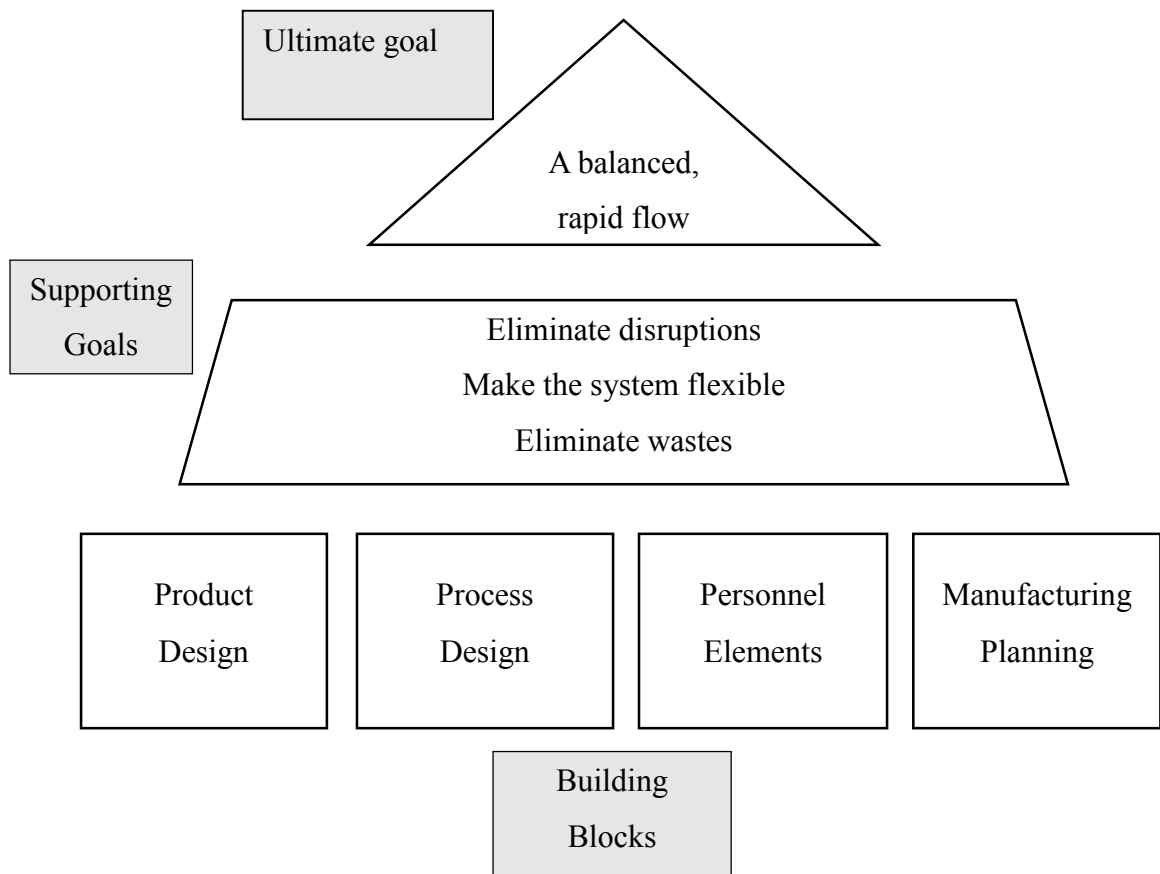 Ultimate goal
A balanced,
rapid flow
Supporting
Goals
Eliminate disruptions
Make the system flexible
Eliminate wastes
Product
Design
Process
Design
Personnel
Elements
Manufacturing
Planning
Building
Blocks